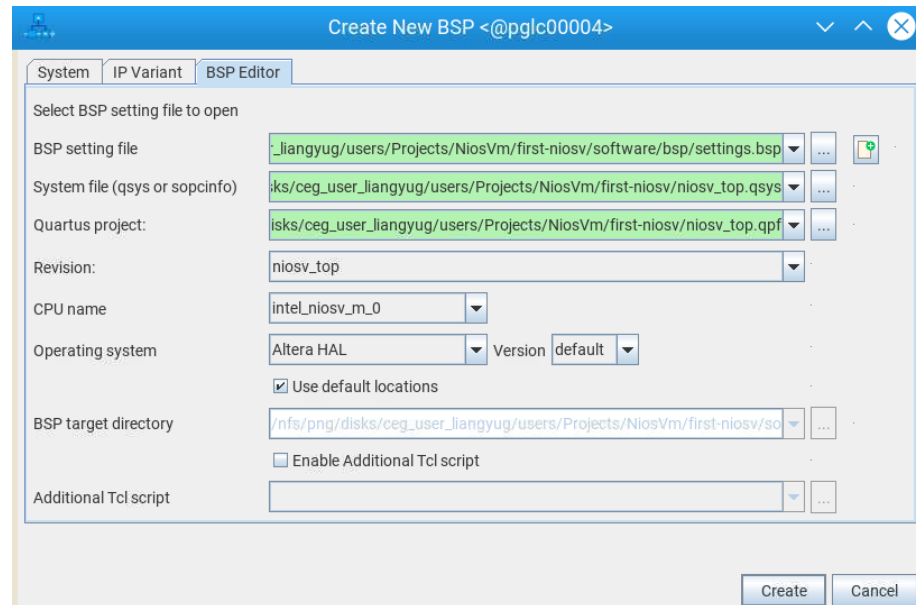 Create New BSP <@pglc00004>
System IP Variant BSP Editor
Select BSP setting file to open
BSP setting file :_liangyug/users/Projects/NiosVm/first-niosv/software/bsp/settings.bsp ...
System file (qsys or sopcinfo) ks/ceg_user_liangyug/users/Projects/NiosVm/first-niosv/niosv_top.qsys ...
Quartus project: isks/ceg_user_liangyug/users/Projects/NiosVm/first-niosv/niosv_top.qpf ...
Revision: niosv_top
CPU name intel_niosv_m_0
Operating system Altera HAL Version default
Use default locations
BSP target directory /nfs/png/disks/ceg_user_liangyug/users/Projects/NiosVm/first-niosv/so ...
Enable Additional Tcl script
Additional Tcl script ...
Create Cancel